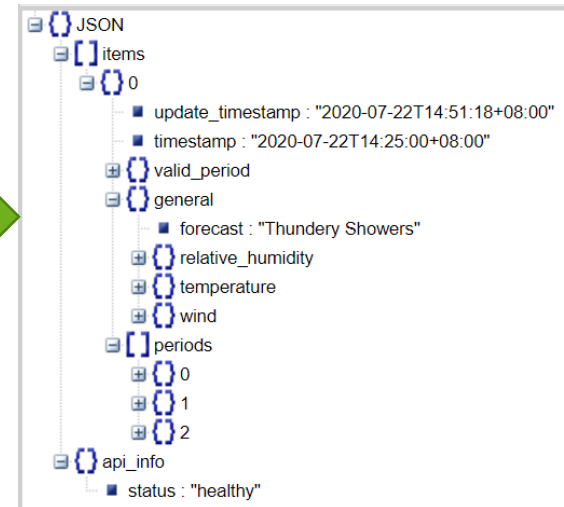 JSON
items
0
update_timestamp : "2020-07-22T14:51:18+08:00"
timestamp : "2020-07-22T14:25:00+08:00"
valid_period
general
forecast : "Thundery Showers"
relative_humidity
temperature
wind
periods
0
1
2
api_info
status : "healthy"